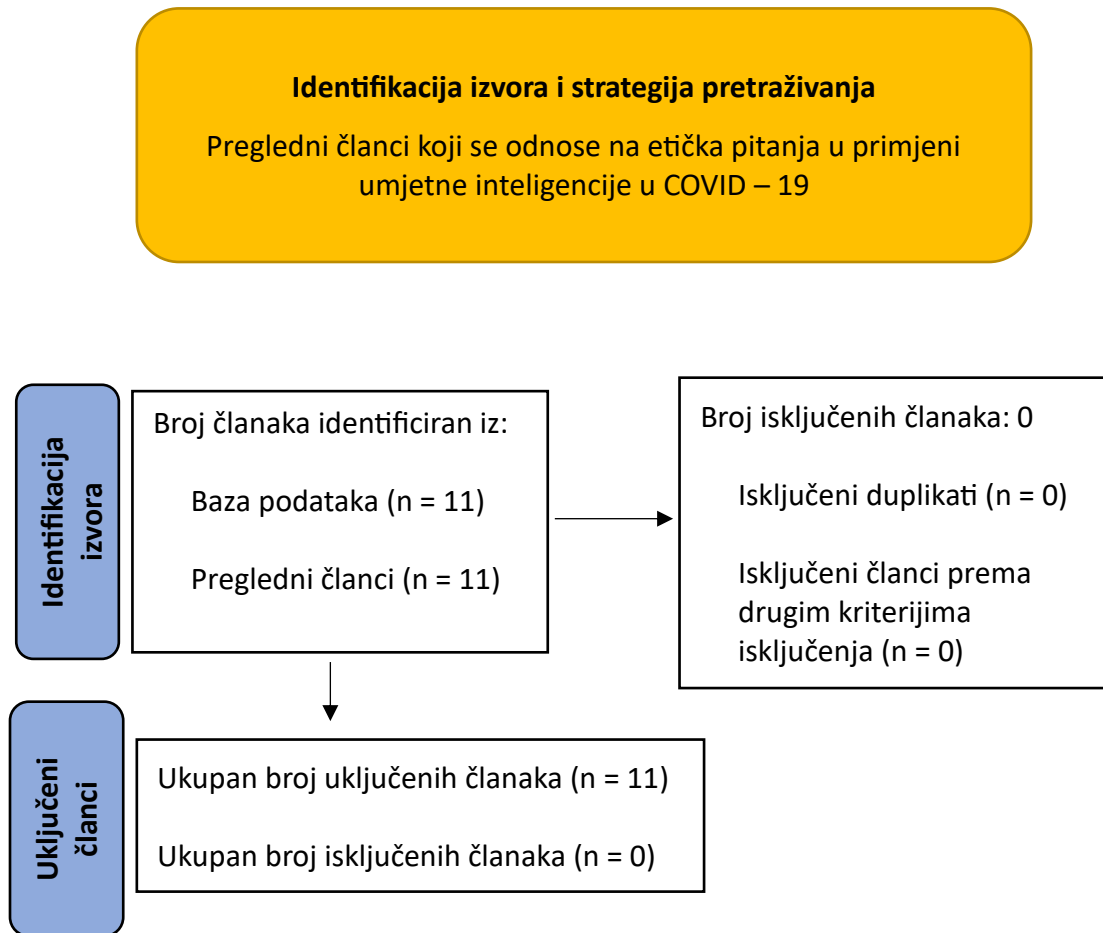 Identifikacija izvora i strategija pretraživanja
Pregledni članci koji se odnose na etička pitanja u primjeni
umjetne inteligencije u COVID – 19
Identifikacija
izvora
Broj članaka identificiran iz:
Baza podataka (n = 11)
Pregledni članci (n = 11)
Broj isključenih članaka: 0
Isključeni duplikati (n = 0)
Isključeni članci prema
drugim kriterijima
isključenja (n = 0)
Uključeni
članci
Ukupan broj uključenih članaka (n = 11)
Ukupan broj isključenih članaka (n = 0)